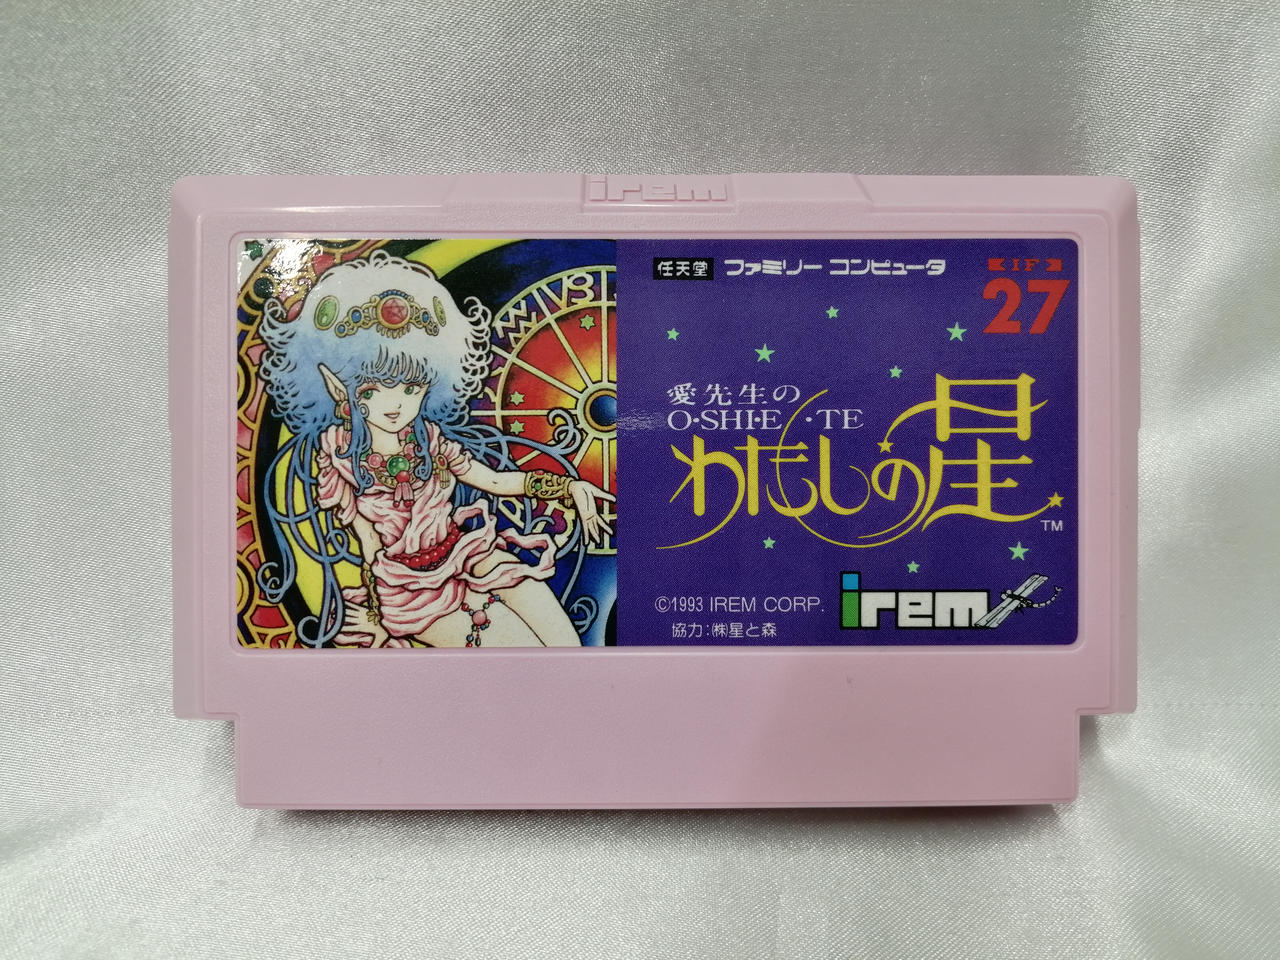 irem
任天堂 ファミリー コンピュータ
IF
27
愛先生の
O・SHI・E ・TE
わたしの星
TM
©1993 IREM CORP.
協力:㈱星と森
irem